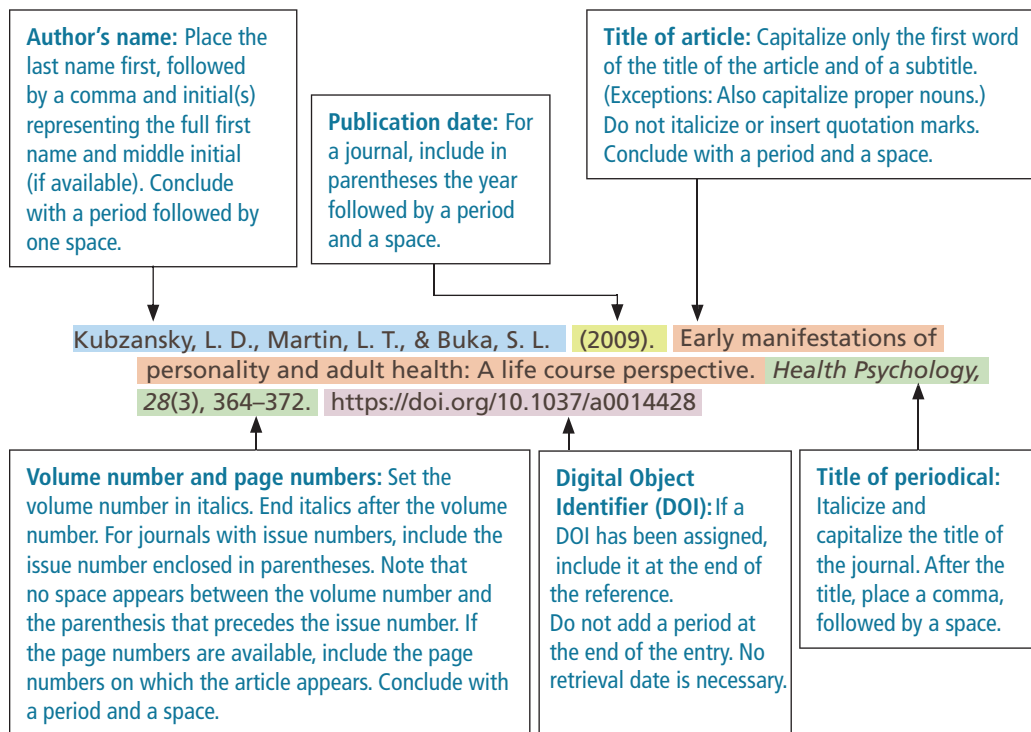 Author's name: Place the
last name first, followed
by a comma and initial(s)
representing the full first
name and middle initial
(if available). Conclude
with a period followed by
one space.
Publication date: For
a journal, include in
parentheses the year
followed by a period
and a space.
Title of article: Capitalize only the first word
of the title of the article and of a subtitle.
(Exceptions: Also capitalize proper nouns.)
Do not italicize or insert quotation marks.
Conclude with a period and a space.
Kubzansky, L. D., Martin, L. T., & Buka, S. L. (2009). Early manifestations of
personality and adult health: A life course perspective. Health Psychology,
28(3), 364–372. https://doi.org/10.1037/a0014428
Volume number and page numbers: Set the
volume number in italics. End italics after the volume
number. For journals with issue numbers, include the
issue number enclosed in parentheses. Note that
no space appears between the volume number and
the parenthesis that precedes the issue number. If
the page numbers are available, include the page
numbers on which the article appears. Conclude with
a period and a space.
Digital Object
Identifier (DOI): If a
DOI has been assigned,
include it at the end of
the reference.
Do not add a period at
the end of the entry. No
retrieval date is necessary.
Title of periodical:
Italicize and
capitalize the title of
the journal. After the
title, place a comma,
followed by a space.